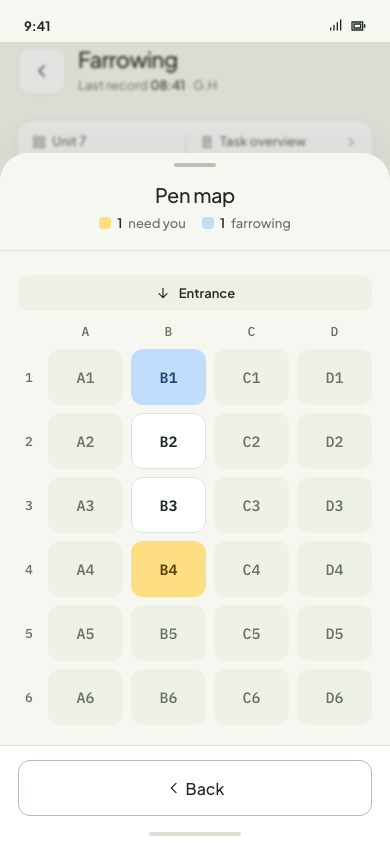 9:41
Farrowing
Last record 08:41 · G.H
Unit 7 Task overview
Pen map
1 need you 1 farrowing
↓ Entrance
A B C D
1 A1 B1 C1 D1
2 A2 B2 C2 D2
3 A3 B3 C3 D3
4 A4 B4 C4 D4
5 A5 B5 C5 D5
6 A6 B6 C6 D6
Back